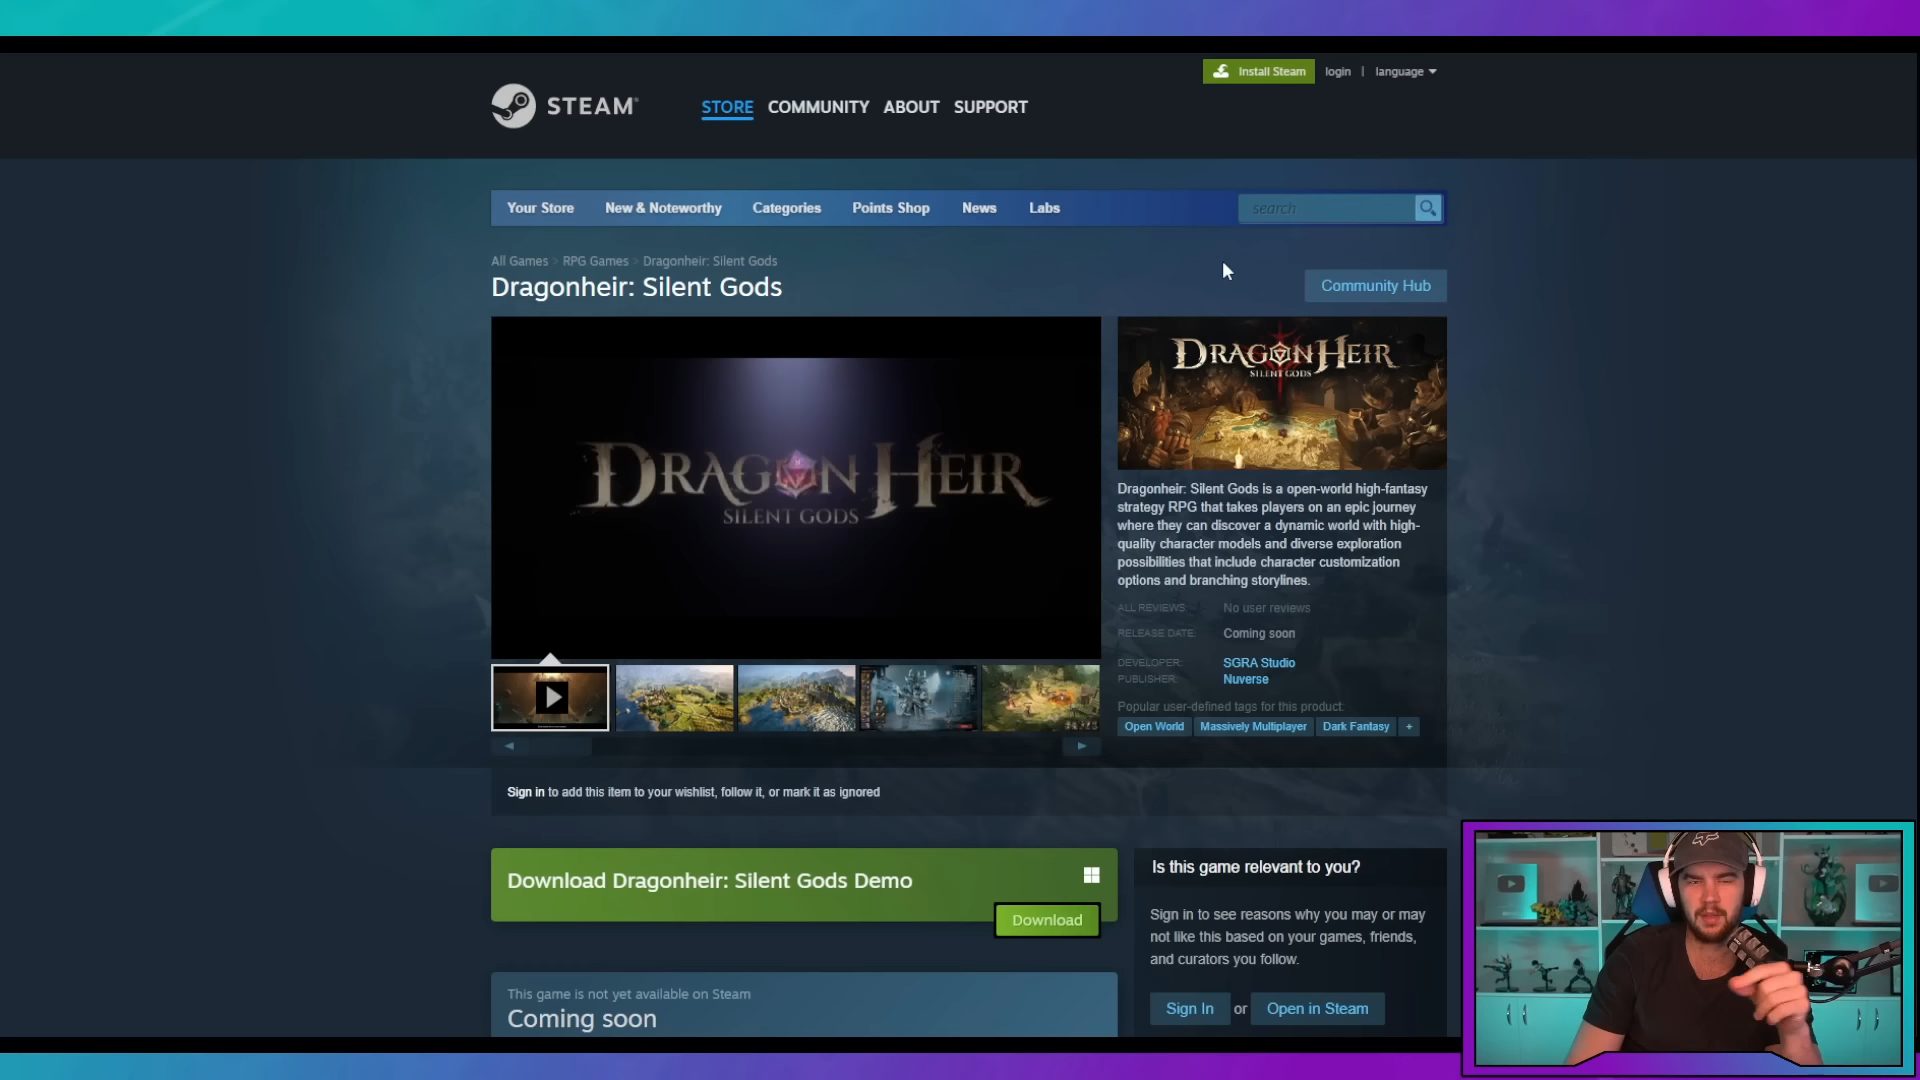 Install Steam
login
|
language
STEAM
STORE
COMMUNITY
ABOUT
SUPPORT
Your Store
New & Noteworthy
Categories
Points Shop
News
Labs
search
All Games > RPG Games > Dragonheir: Silent Gods
Dragonheir: Silent Gods
Community Hub
DRAGONHEIR
SILENT GODS
DRAGONHEIR
SILENT GODS
Dragonheir: Silent Gods is a open-world high-fantasy
strategy RPG that takes players on an epic journey
where they can discover a dynamic world with high-
quality character models and diverse exploration
possibilities that include character customization
options and branching storylines.
ALL REVIEWS: No user reviews
RELEASE DATE: Coming soon
DEVELOPER: SGRA Studio
PUBLISHER: Nuverse
Popular user-defined tags for this product:
Open World
Massively Multiplayer
Dark Fantasy
+
Sign in to add this item to your wishlist, follow it, or mark it as ignored
Download Dragonheir: Silent Gods Demo
Download
This game is not yet available on Steam
Coming soon
Is this game relevant to you?
Sign in to see reasons why you may or may
not like this based on your games, friends,
and curators you follow.
Sign In or Open in Steam